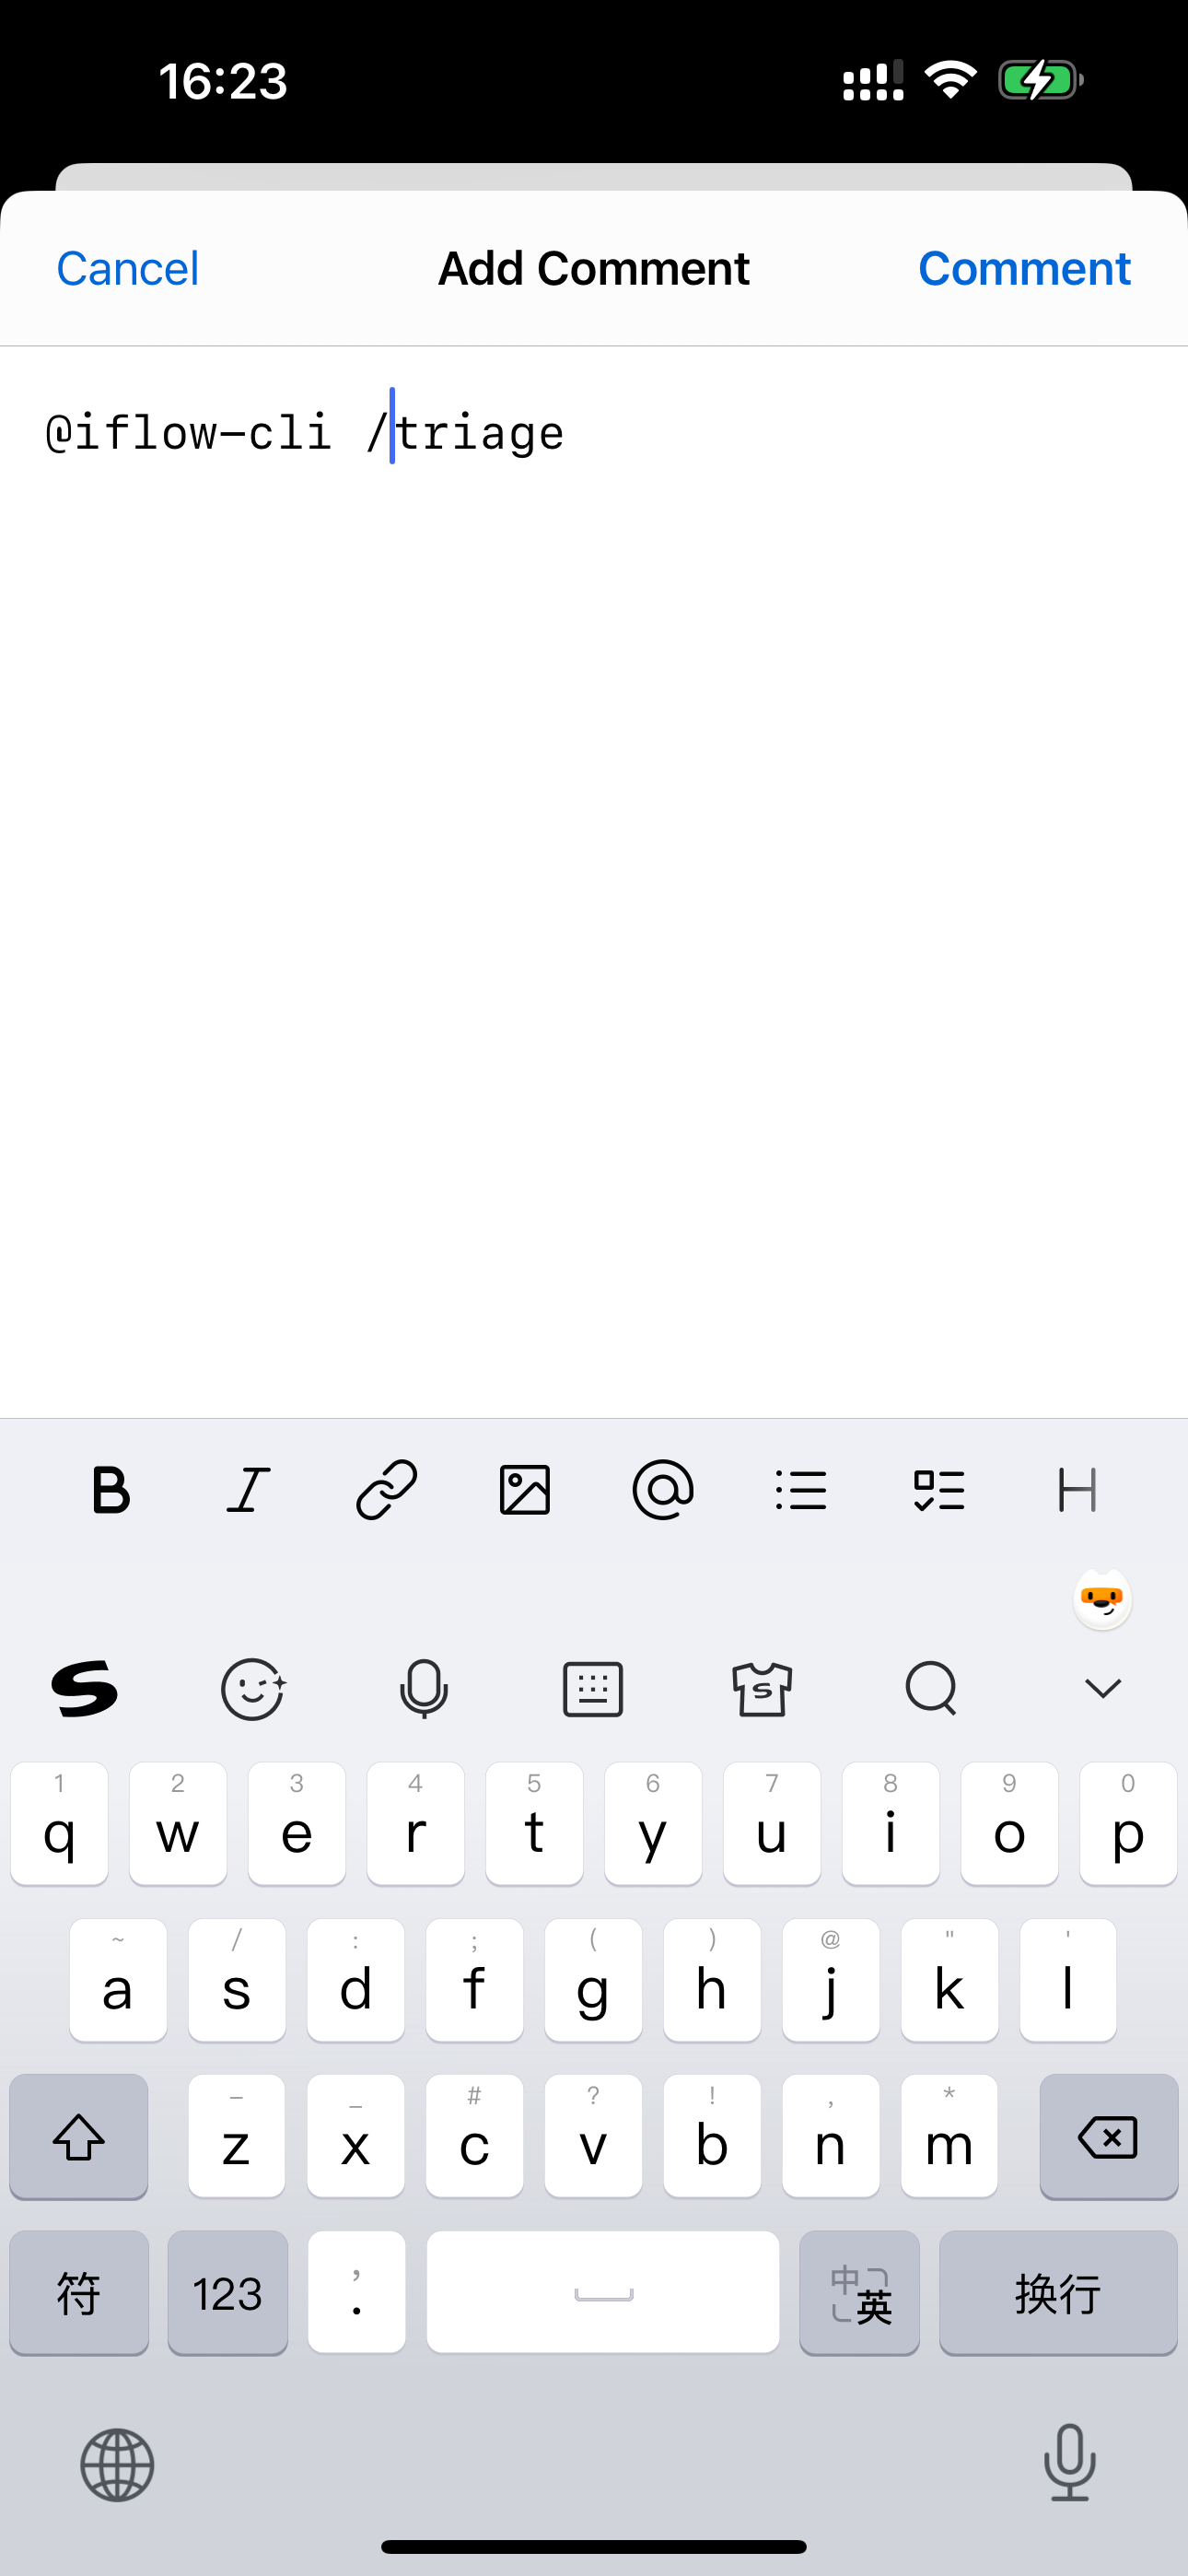 16:23
Cancel Add Comment Comment
@iflow-cli /triage
B I H
1 2 3 4 5 6 7 8 9 0
q w e r t y u i o p
~ / : ; ( ) @ " '
a s d f g h j k l
– _ # ? ! , *
z x c v b n m
符 123 , . 中 英 换行